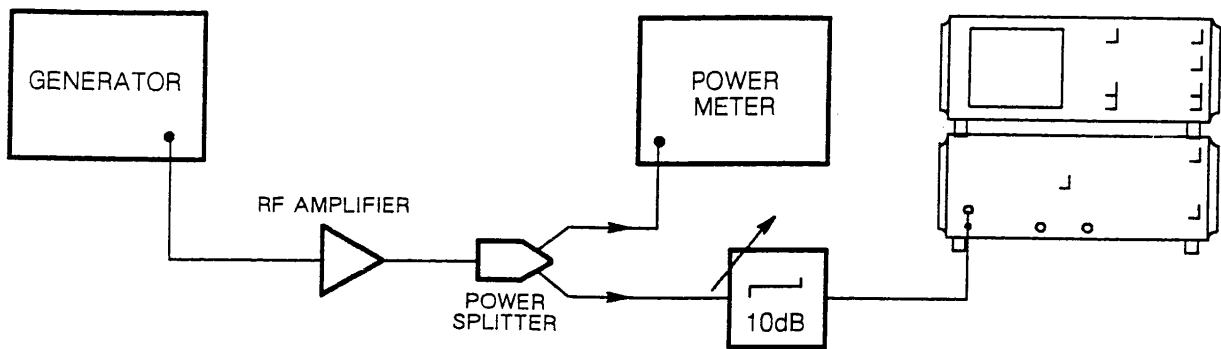 GENERATOR
POWER
METER
RF AMPLIFIER
POWER
SPLITTER
10dB